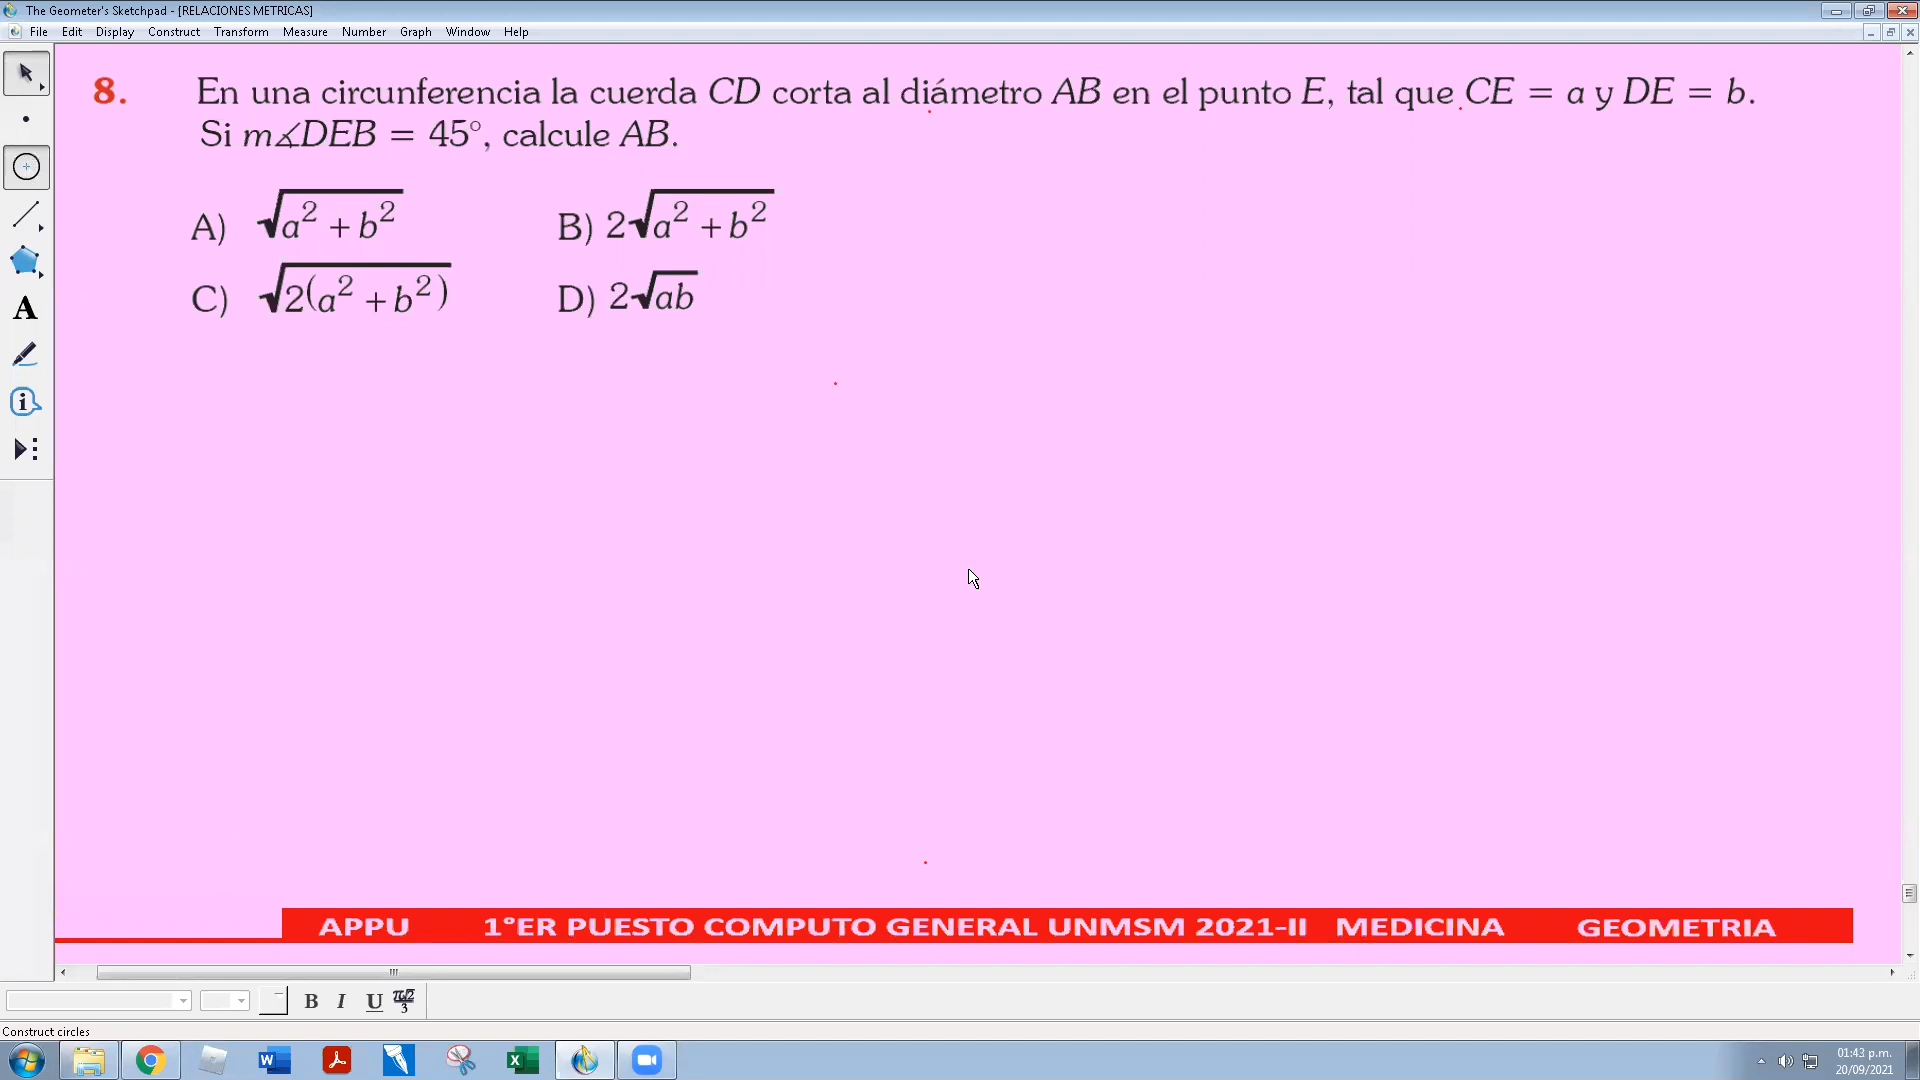 The Geometer's Sketchpad - [RELACIONES METRICAS]
File Edit Display Construct Transform Measure Number Graph Window Help
8. En una circunferencia la cuerda CD corta al diámetro AB en el punto E, tal que CE = a y DE = b.
Si m∡DEB = 45°, calcule AB.
A) √(a² + b²) B) 2√(a² + b²)
C) √(2(a² + b²)) D) 2√(ab)
APPU 1°ER PUESTO COMPUTO GENERAL UNMSM 2021-II MEDICINA GEOMETRIA
B I U
Construct circles
01:43 p.m.
20/09/2021